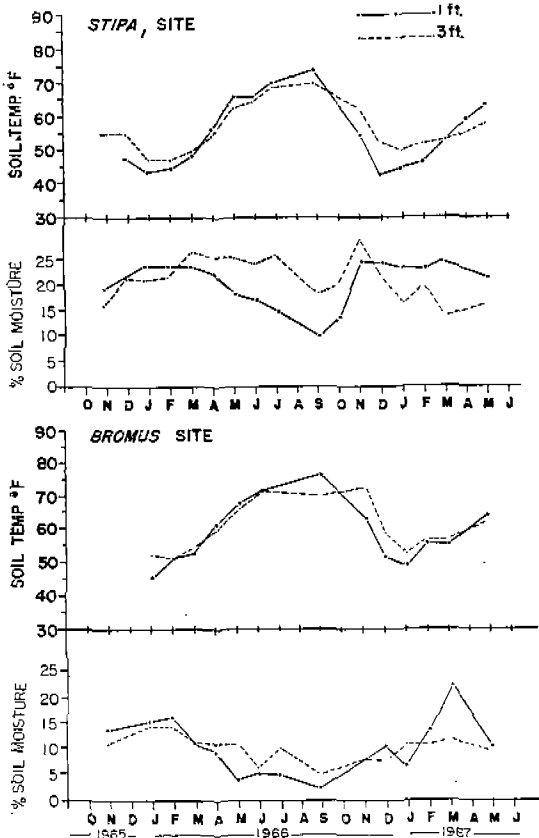 STIPA, SITE
1 ft.
3 ft.
SOIL TEMP. °F
90
80
70
60
50
40
30
% SOIL MOISTURE
25
20
15
10
5
0
O N D J F M A M J J A S O N D J F M A M J
BROMUS SITE
SOIL TEMP °F
90
80
70
60
50
40
30
% SOIL MOISTURE
25
20
15
10
5
0
O N D J F M A M J J A S O N D J F M A M J
1965 1966 1967